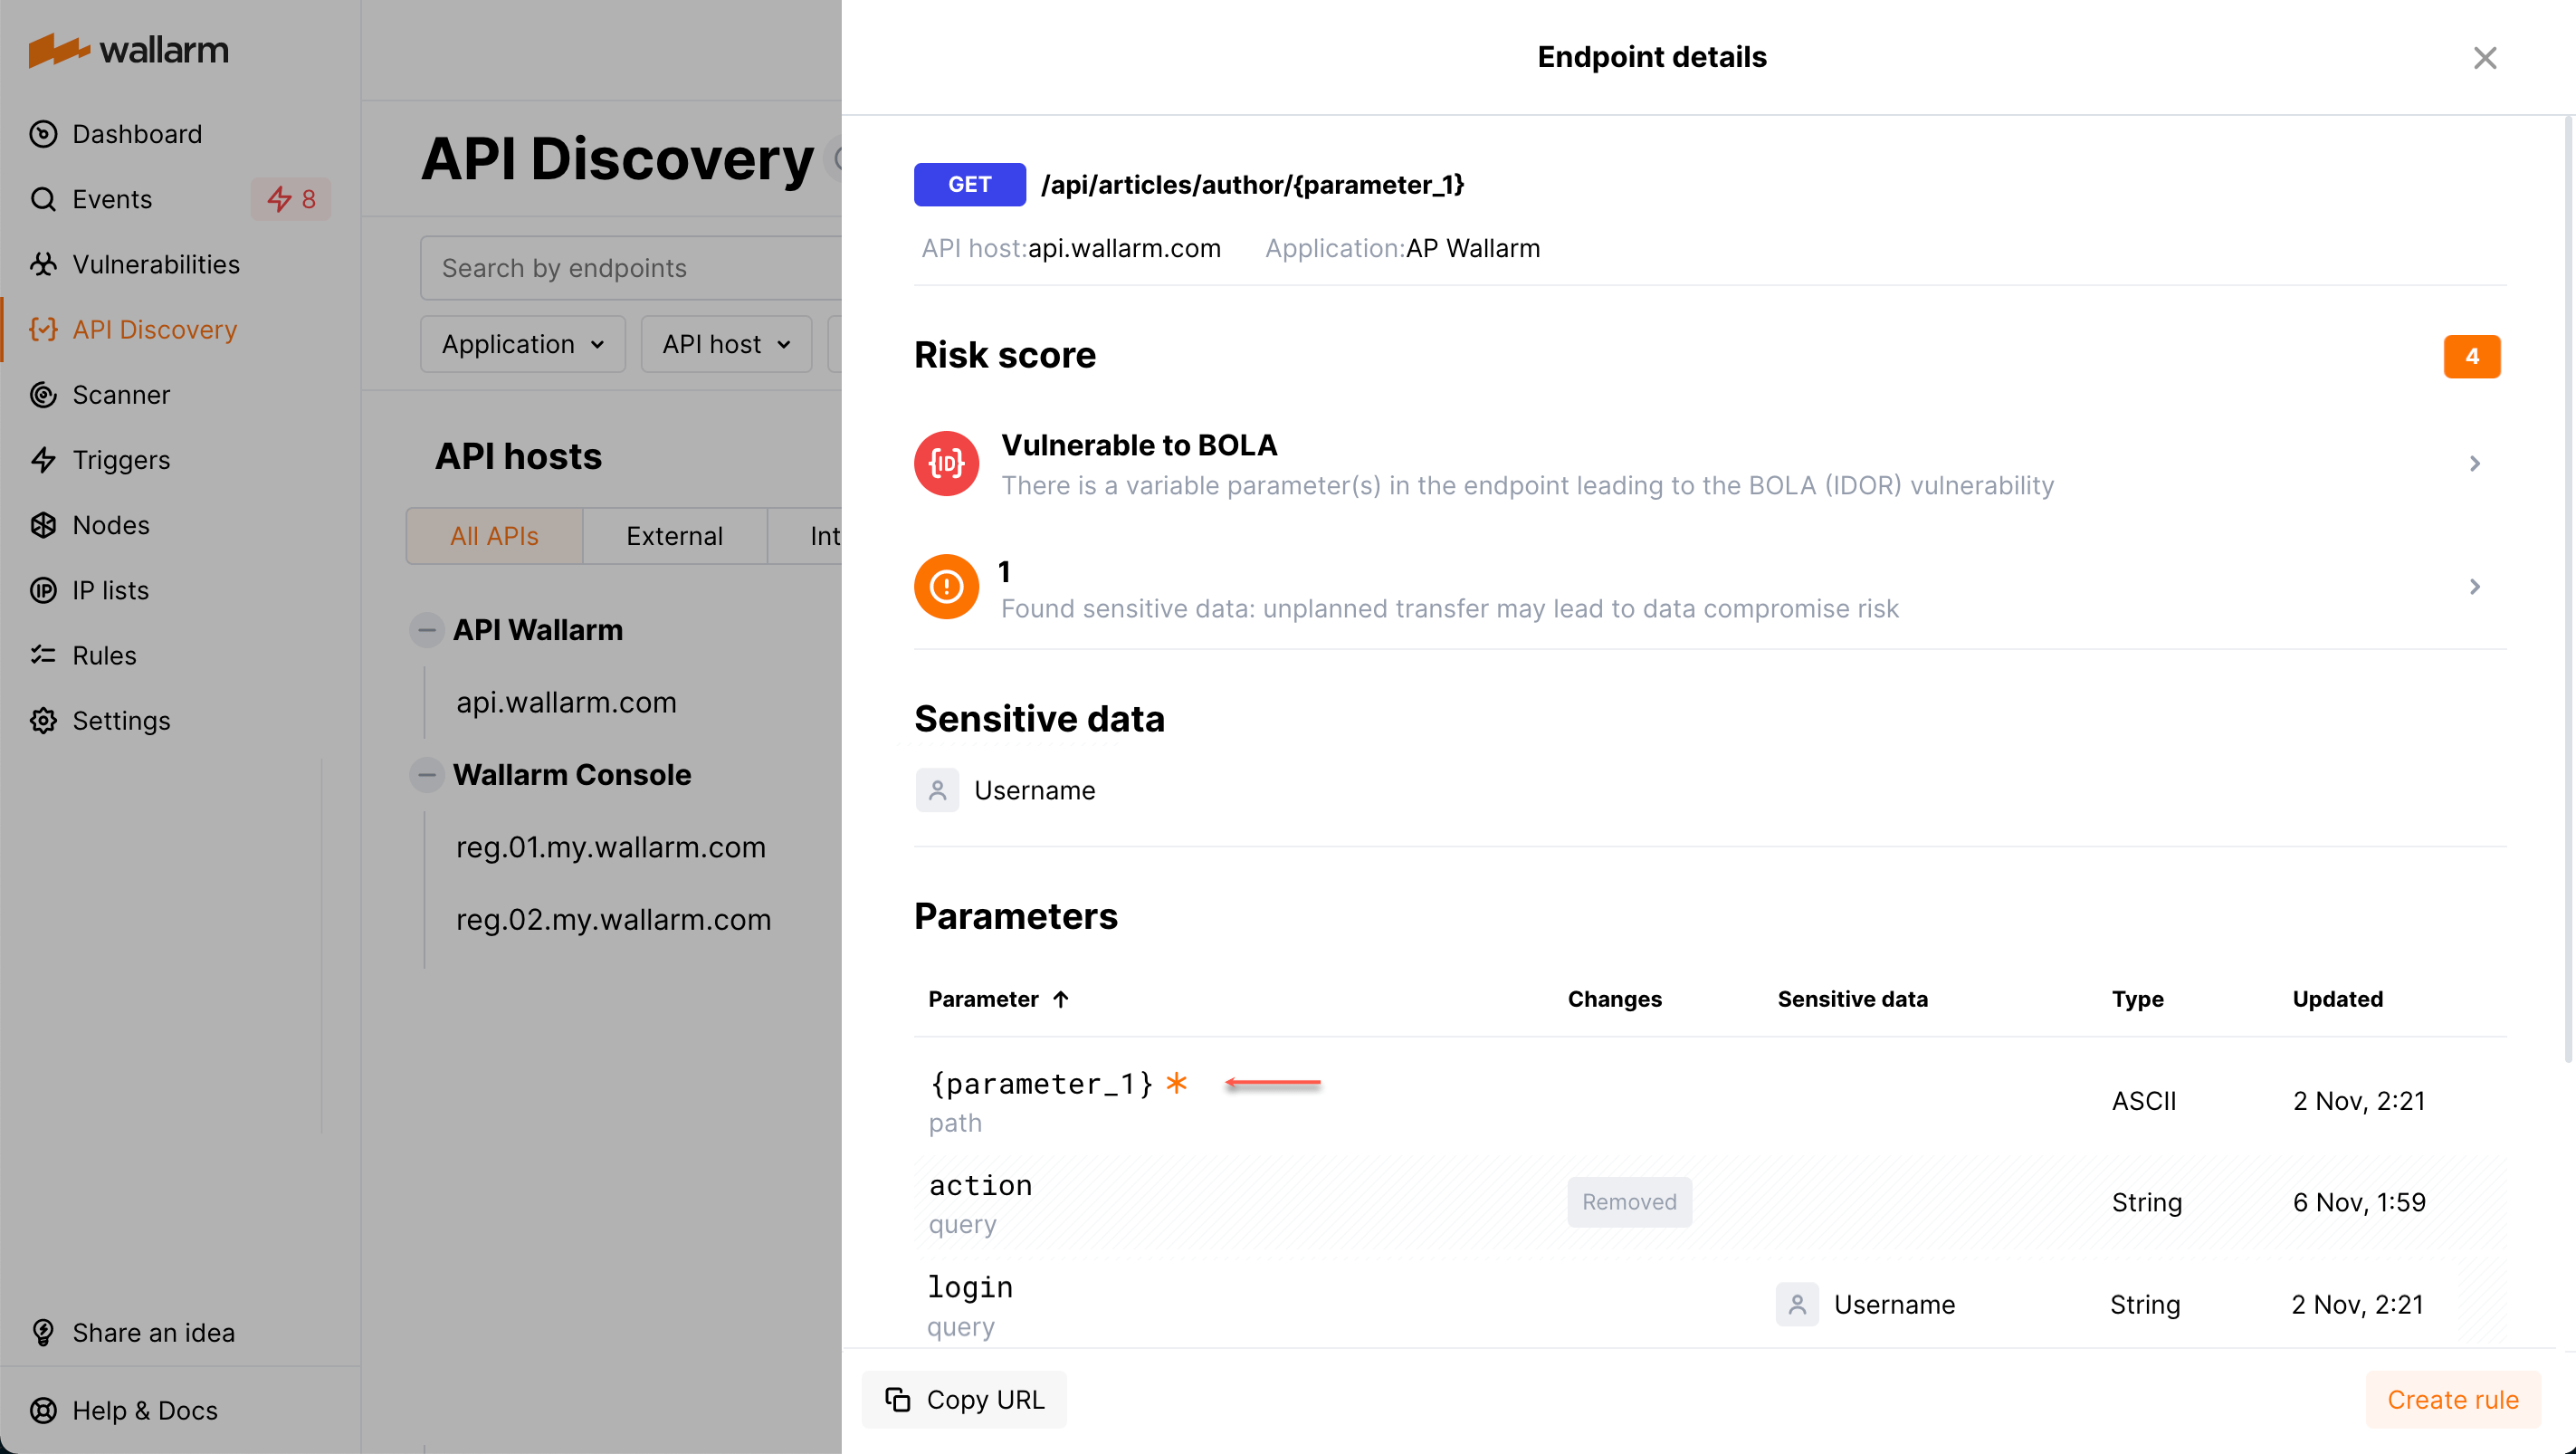 wallarm
Dashboard
Events 8
Vulnerabilities
API Discovery
Scanner
Triggers
Nodes
IP lists
Rules
Settings
Share an idea
Help & Docs
API Discovery
Search by endpoints
Application
API host
API hosts
All APIs External Int
API Wallarm
api.wallarm.com
Wallarm Console
reg.01.my.wallarm.com
reg.02.my.wallarm.com
Endpoint details
GET /api/articles/author/{parameter_1}
API host:api.wallarm.com Application:AP Wallarm
Risk score 4
{ID} Vulnerable to BOLA
There is a variable parameter(s) in the endpoint leading to the BOLA (IDOR) vulnerability
1
Found sensitive data: unplanned transfer may lead to data compromise risk
Sensitive data
Username
Parameters
Parameter ↑ Changes Sensitive data Type Updated
{parameter_1} * ASCII 2 Nov, 2:21
path
action Removed String 6 Nov, 1:59
query
login Username String 2 Nov, 2:21
query
Copy URL Create rule